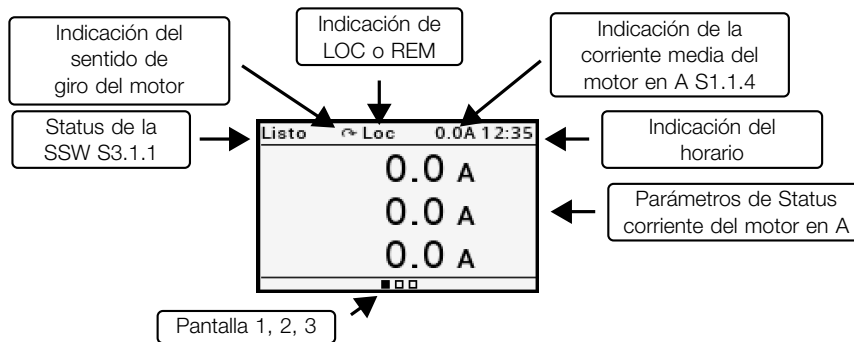 Indicación del
sentido de
giro del motor
Indicación de
LOC o REM
Indicación de la
corriente media del
motor en A S1.1.4
Status de la
SSW S3.1.1
Listo Loc 0.0A 12:35
Indicación del
horario
0.0 A
0.0 A
0.0 A
Parámetros de Status
corriente del motor en A
Pantalla 1, 2, 3